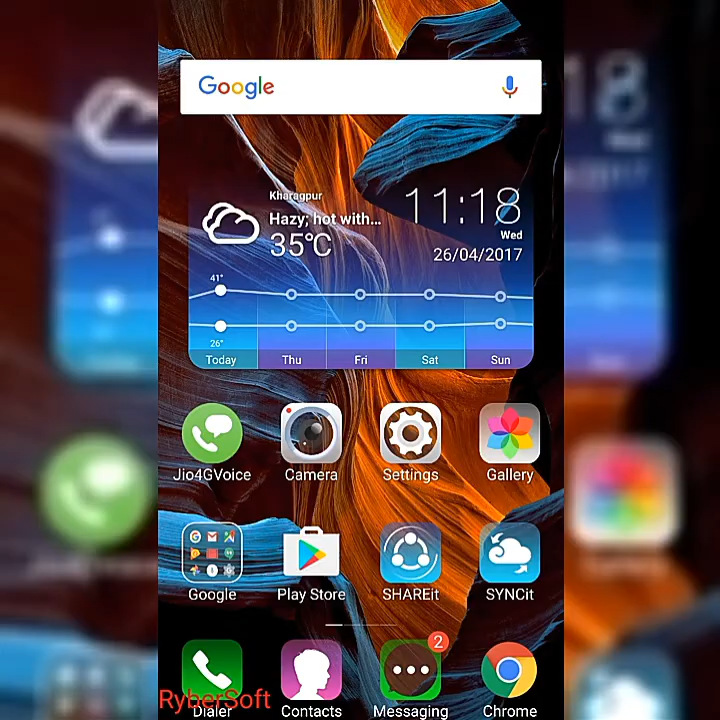 Google
Kharagpur
Hazy; hot with...
35°C
11:18
Wed
26/04/2017
41°
26°
Today Thu Fri Sat Sun
Jio4GVoice Camera Settings Gallery
Google Play Store SHAREit SYNCit
2
RyberSoft
Dialer Contacts Messaging Chrome